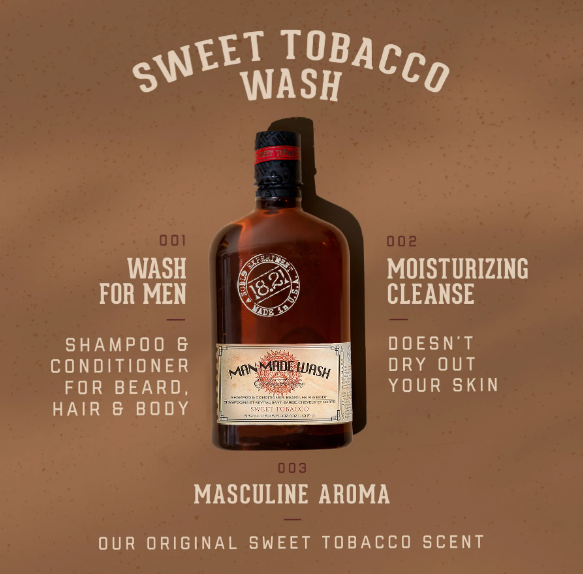 SWEET TOBACCO
WASH
001
WASH
FOR MEN
SHAMPOO &
CONDITIONER
FOR BEARD,
HAIR & BODY
002
MOISTURIZING
CLEANSE
DOESN'T
DRY OUT
YOUR SKIN
18.21
MADE in U.S.A.
MAN MADE WASH
SWEET TOBACCO
003
MASCULINE AROMA
OUR ORIGINAL SWEET TOBACCO SCENT